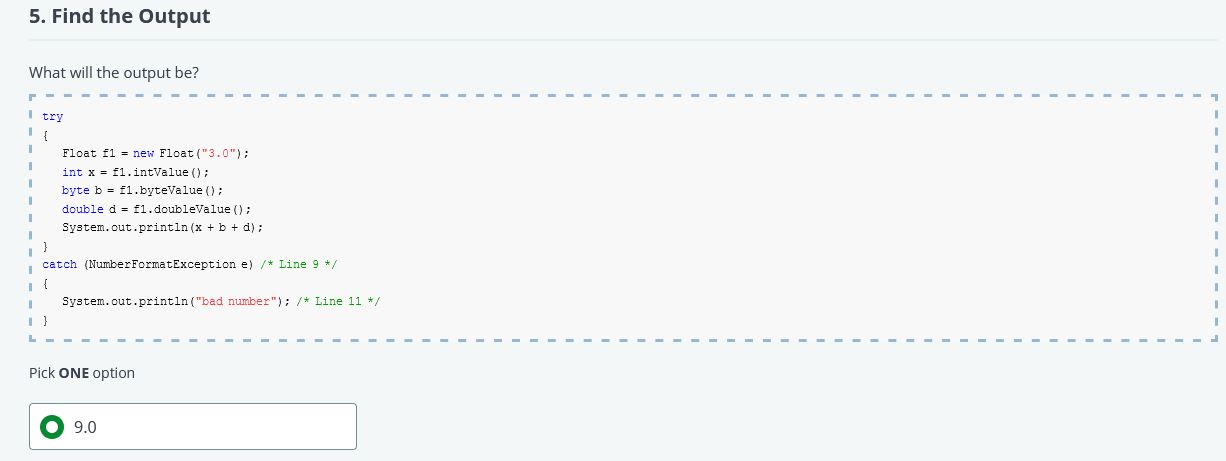 5. Find the Output
What will the output be?
try
{
Float f1 = new Float("3.0");
int x = f1.intValue();
byte b = f1.byteValue();
double d = f1.doubleValue();
System.out.println(x + b + d);
}
catch (NumberFormatException e) /* Line 9 */
{
System.out.println("bad number"); /* Line 11 */
}
Pick ONE option
9.0